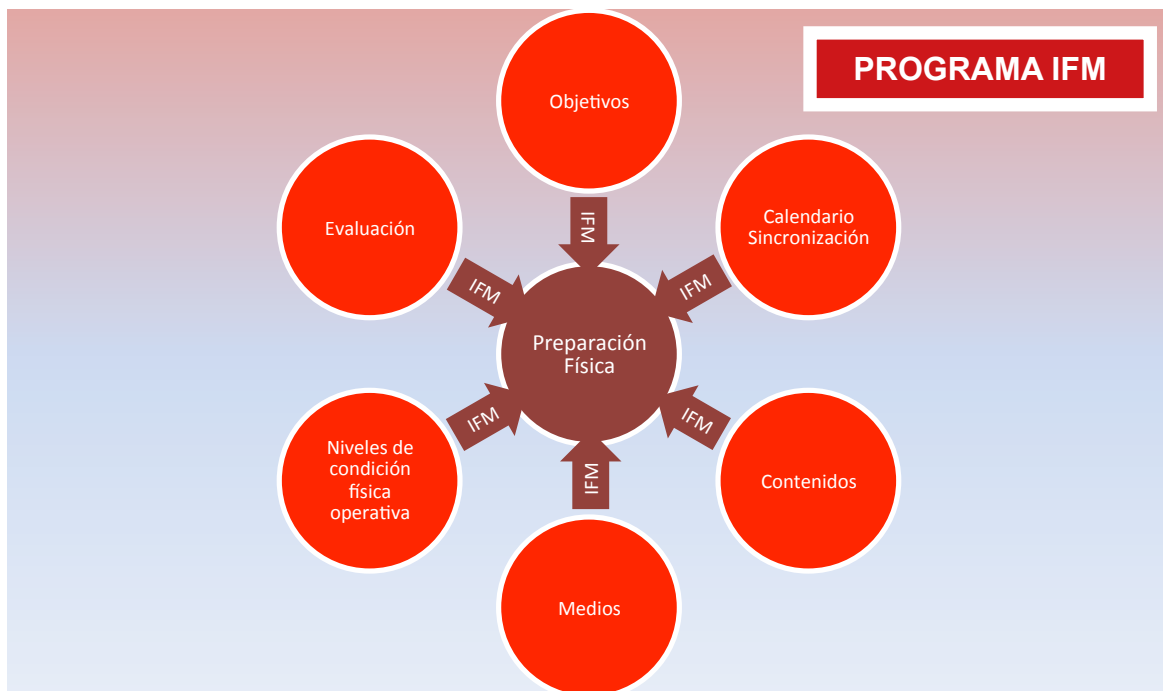 PROGRAMA IFM
Objetivos
IFM
Calendario
Sincronización
IFM
Contenidos
IFM
Medios
IFM
Niveles de
condición
física
operativa
IFM
Evaluación
IFM
Preparación
Física